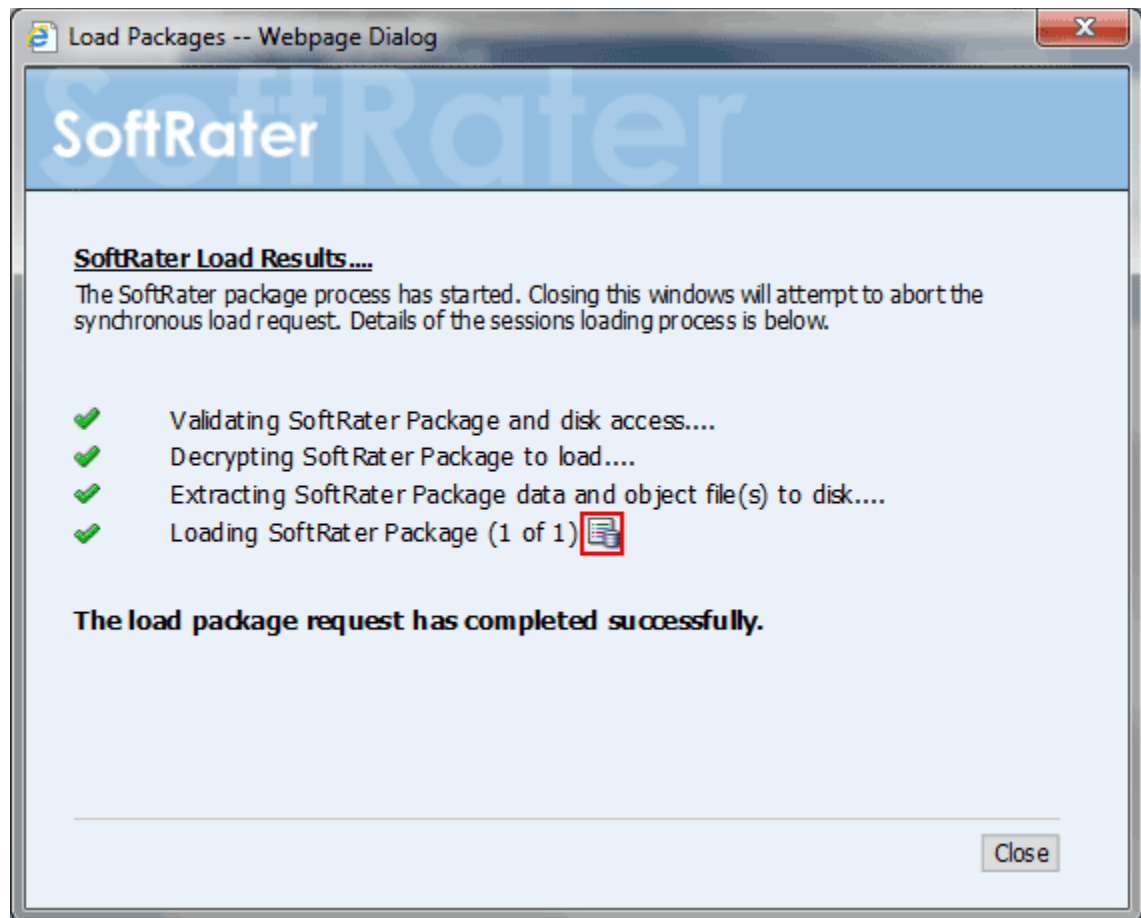 Load Packages -- Webpage Dialog
SoftRater
SoftRater
SoftRater Load Results....
The SoftRater package process has started. Closing this windows will attempt to abort the
synchronous load request. Details of the sessions loading process is below.
Validating SoftRater Package and disk access....
Decrypting SoftRater Package to load....
Extracting SoftRater Package data and object file(s) to disk....
Loading SoftRater Package (1 of 1)
The load package request has completed successfully.
Close